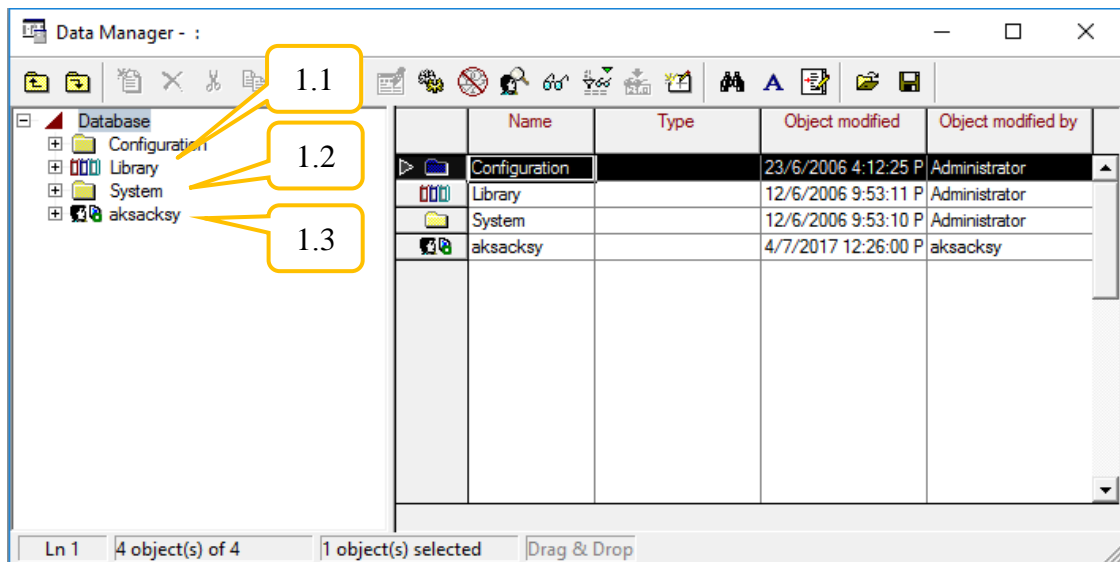 Data Manager - :
1.1
1.2
1.3
Database
Configuration
Library
System
aksacksy
Name Type Object modified Object modified by
Configuration 23/6/2006 4:12:25 P Administrator
Library 12/6/2006 9:53:11 P Administrator
System 12/6/2006 9:53:10 P Administrator
aksacksy 4/7/2017 12:26:00 P aksacksy
Ln 1 4 object(s) of 4 1 object(s) selected Drag & Drop